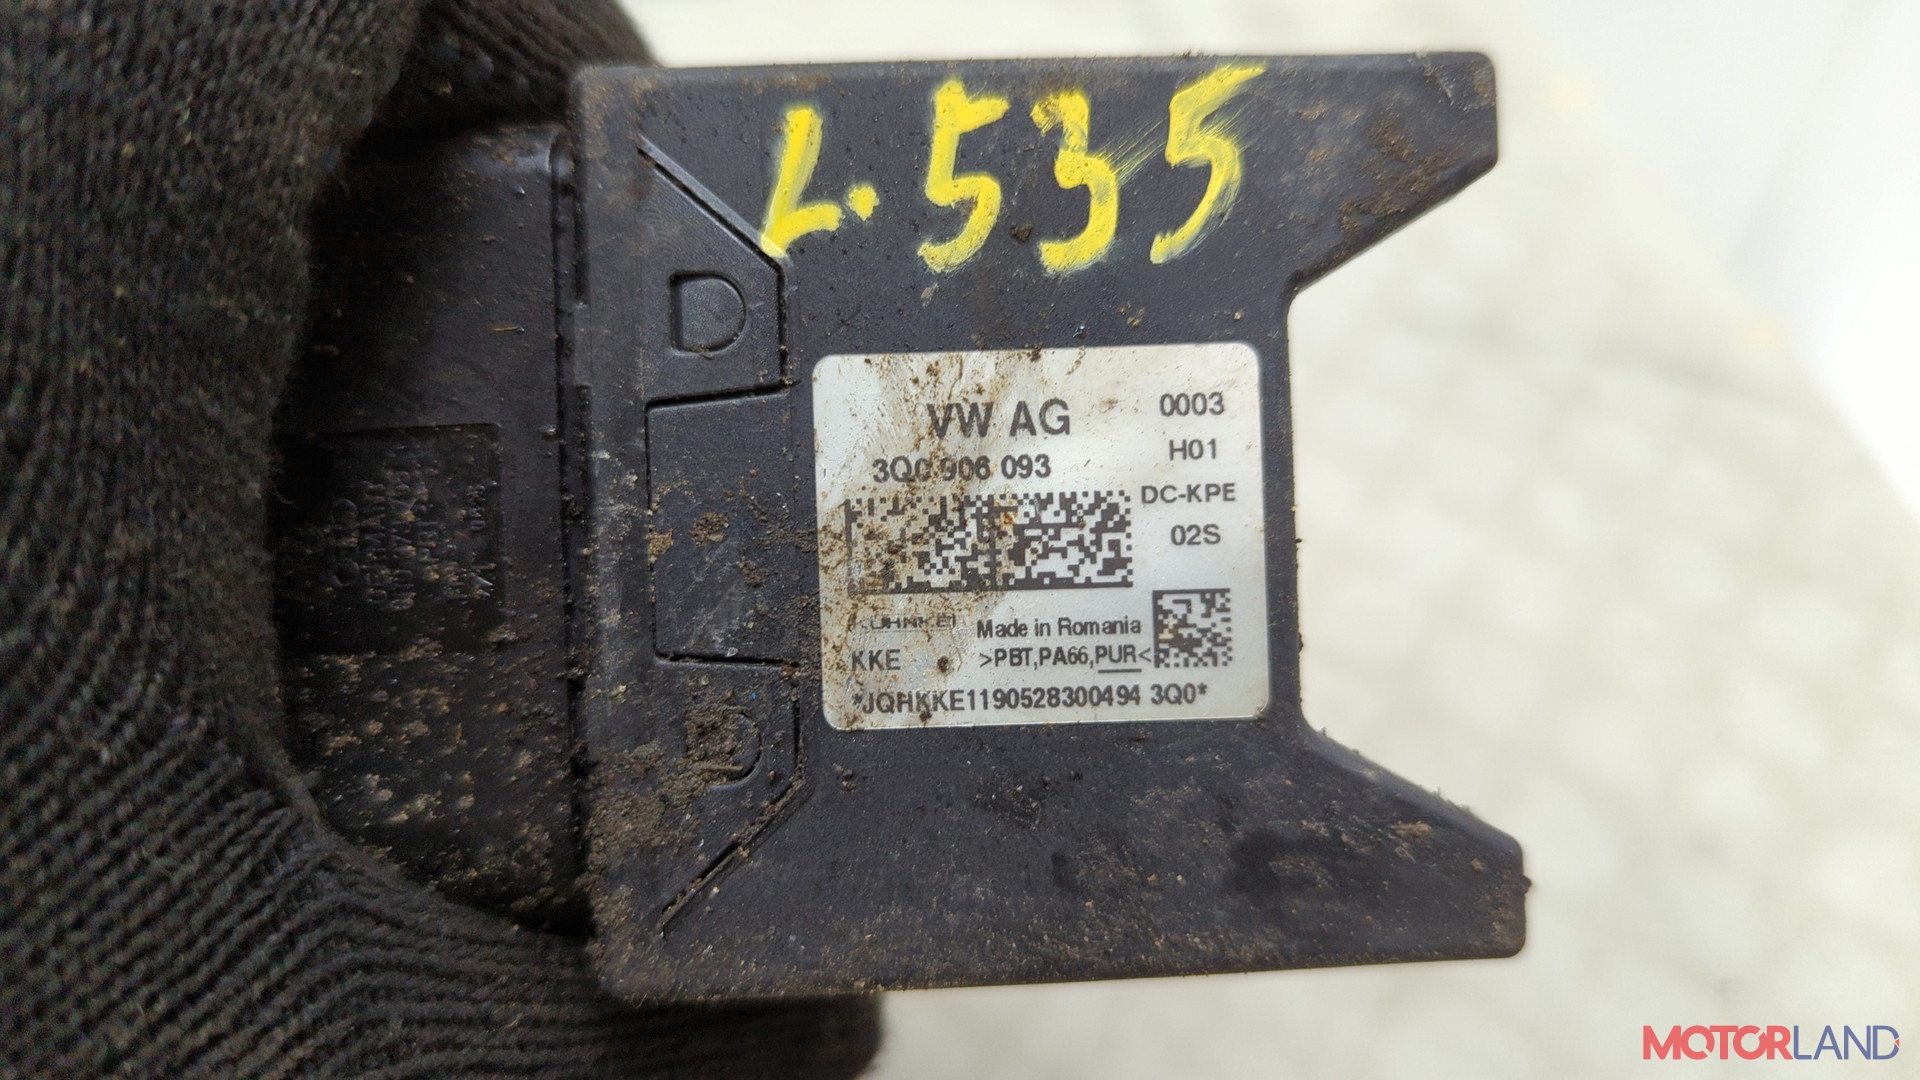 L.535
VW AG
0003
3Q0 906 093
H01
DC-KPE
02S
Made in Romania
KKE
>PBT,PA66,PUR<
*JQHKKE1190528300494 3Q0*
MOTORLAND